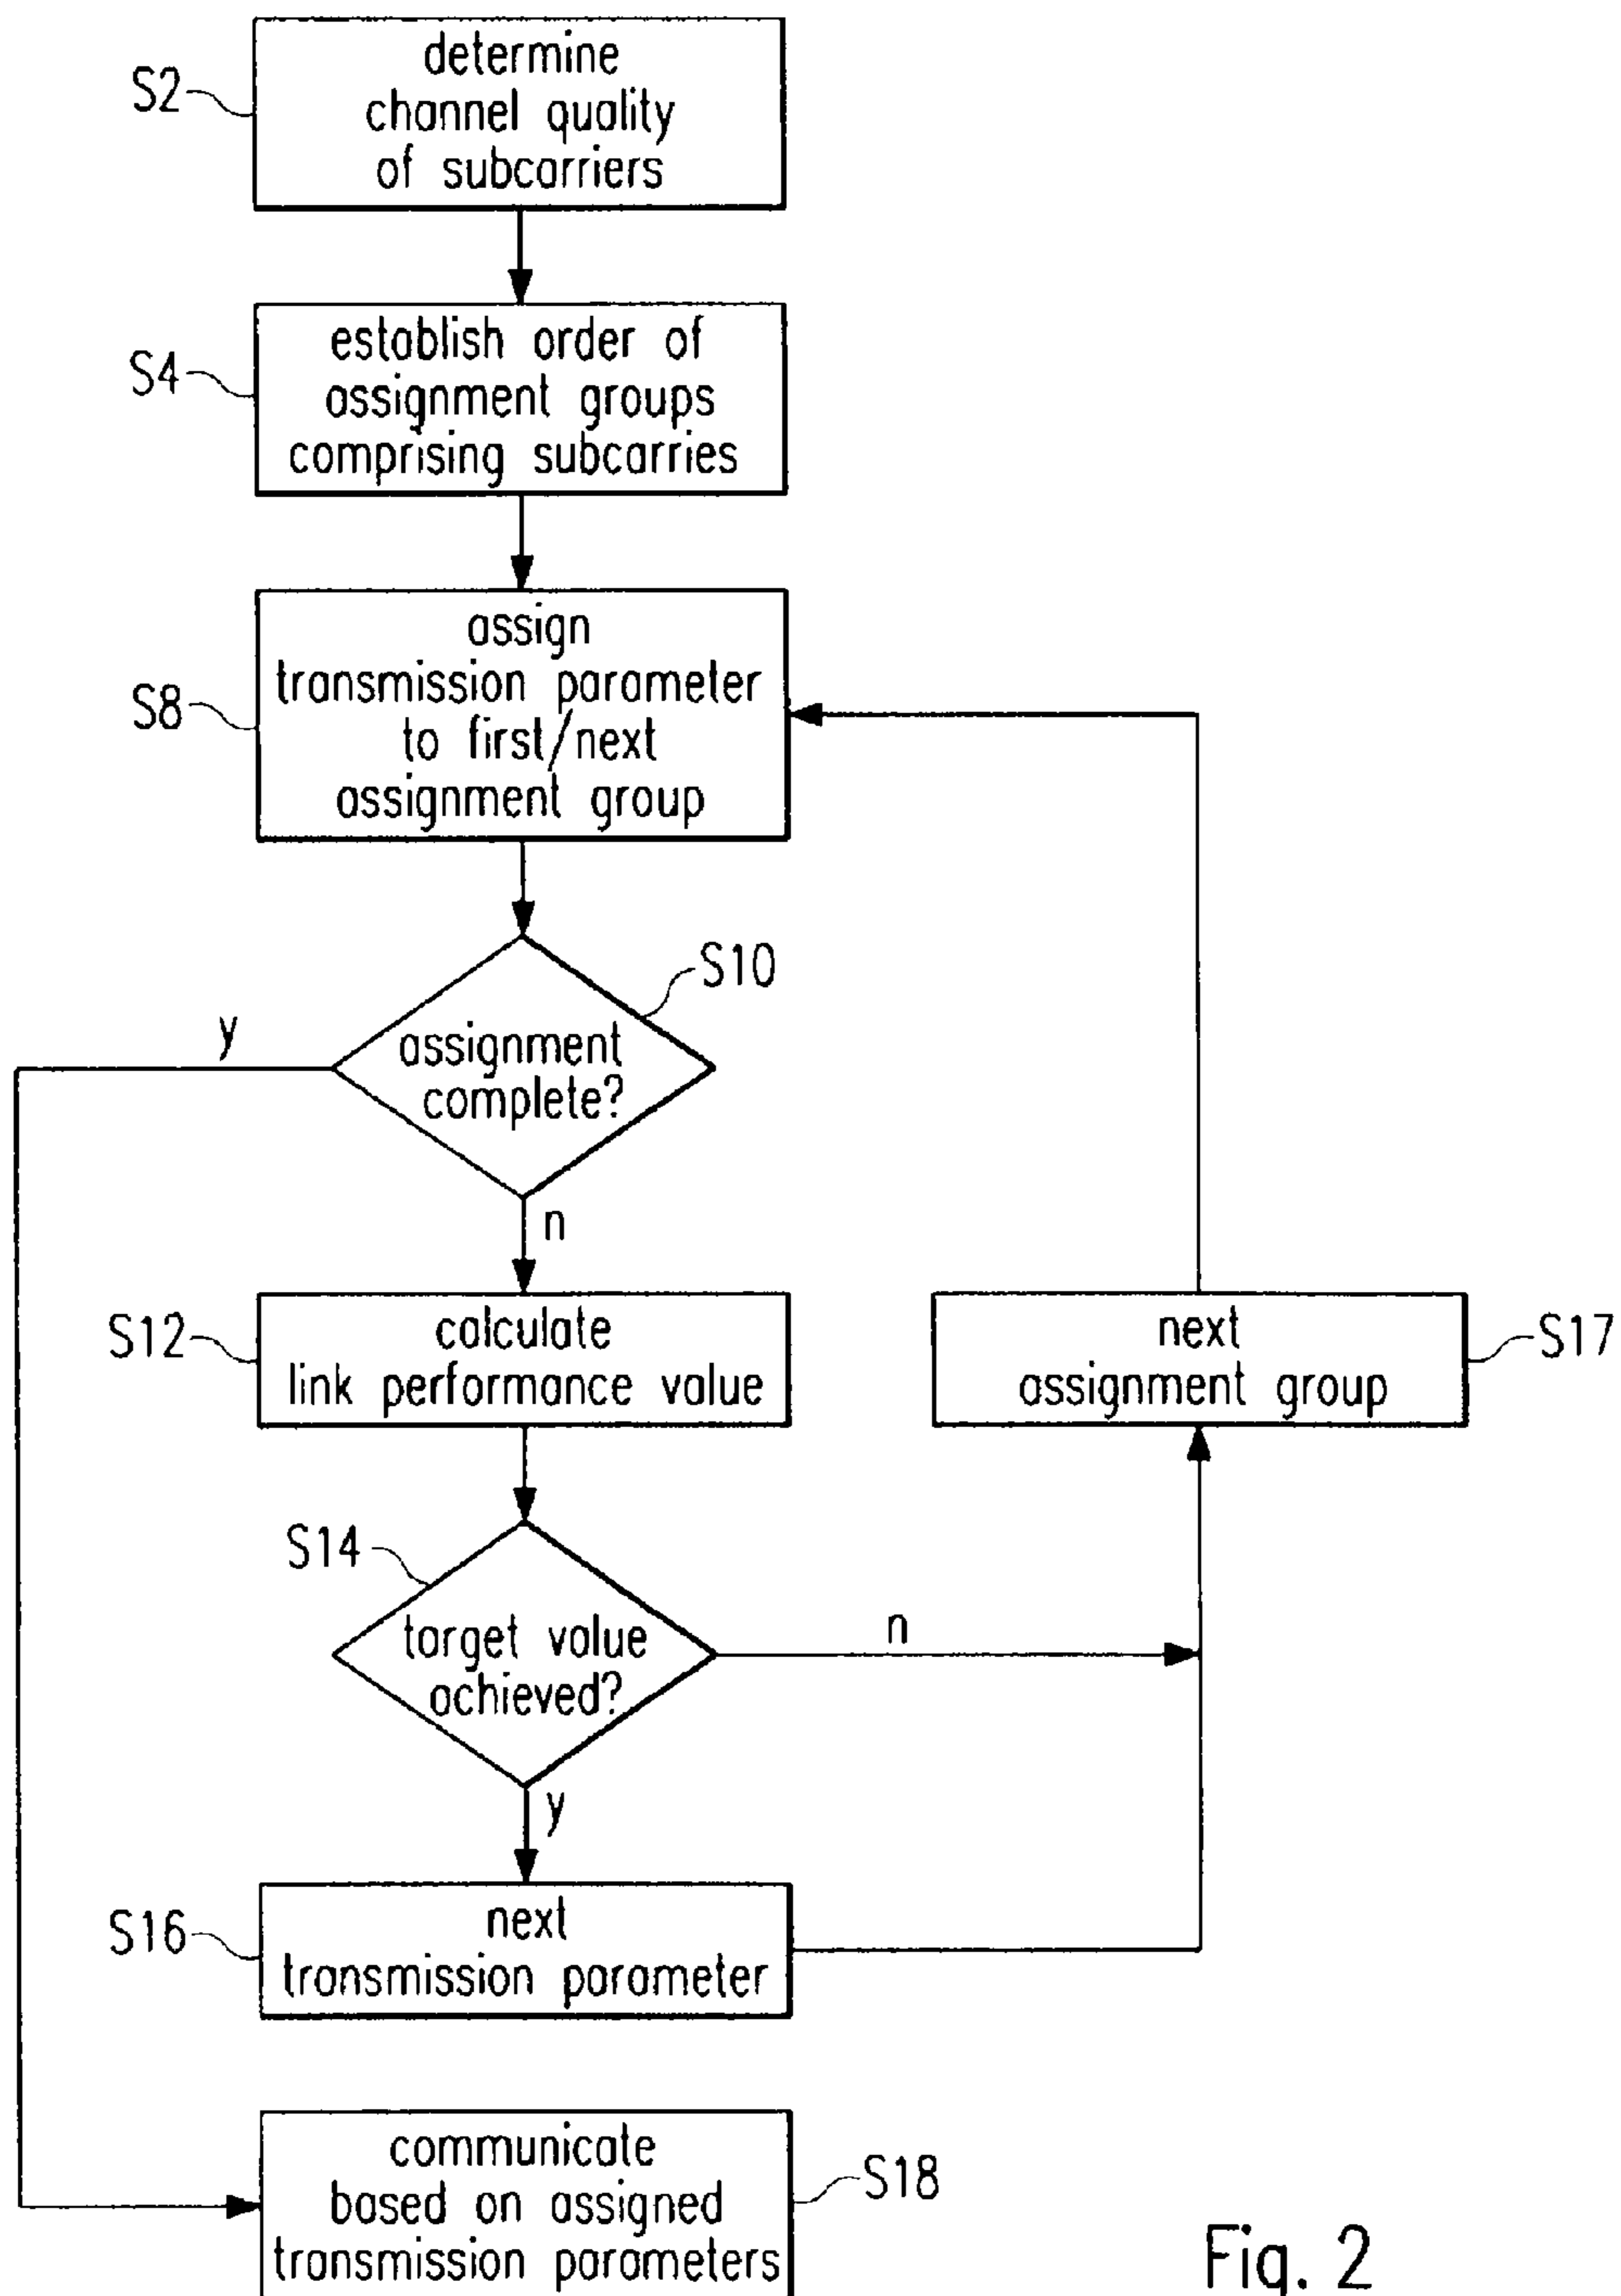 S2
determine
channel quality
of subcarriers
S4
establish order of
assignment groups
comprising subcarries
S8
assign
transmission parameter
to first/next
assignment group
S10
y
assignment
complete?
n
S12
calculate
link performance value
next
assignment group
S17
S14
target value
achieved?
n
y
S16
next
transmission parameter
communicate
based on assigned
transmission parameters
S18
Fig. 2